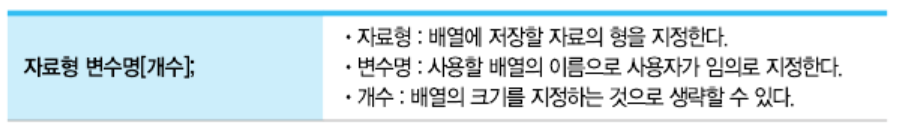 자료형 변수명[개수];
• 자료형 : 배열에 저장할 자료의 형을 지정한다.
• 변수명 : 사용할 배열의 이름으로 사용자가 임의로 지정한다.
• 개수 : 배열의 크기를 지정하는 것으로 생략할 수 있다.